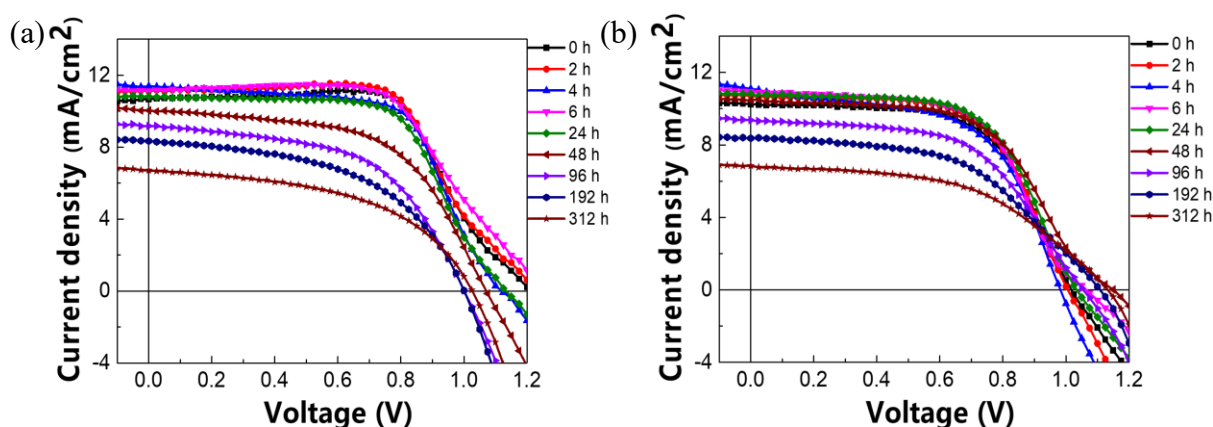 (a)
Current density (mA/cm²)
12
8
4
0
-4
0.0 0.2 0.4 0.6 0.8 1.0 1.2
Voltage (V)
0 h
2 h
4 h
6 h
24 h
48 h
96 h
192 h
312 h
(b)
Current density (mA/cm²)
12
8
4
0
-4
0.0 0.2 0.4 0.6 0.8 1.0 1.2
Voltage (V)
0 h
2 h
4 h
6 h
24 h
48 h
96 h
192 h
312 h